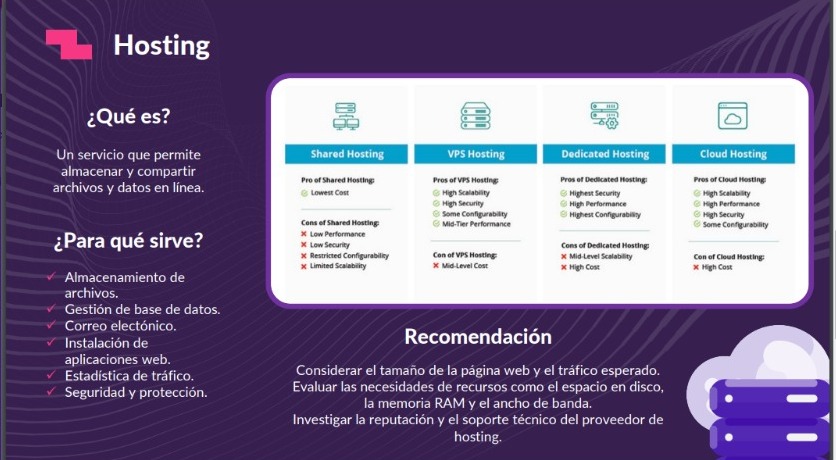 Hosting
¿Qué es?
Un servicio que permite
almacenar y compartir
archivos y datos en línea.
¿Para qué sirve?
Almacenamiento de
archivos.
Gestión de base de datos.
Correo electrónico.
Instalación de
aplicaciones web.
Estadística de tráfico.
Seguridad y protección.
Shared Hosting
Pro of Shared Hosting:
Lowest Cost
Cons of Shared Hosting:
Low Performance
Low Security
Restricted Configurability
Limited Scalability
VPS Hosting
Pros of VPS Hosting:
High Scalability
High Security
Some Configurability
Mid-Tier Performance
Con of VPS Hosting:
Mid-Level Cost
Dedicated Hosting
Pros of Dedicated Hosting:
Highest Security
High Performance
Highest Configurability
Cons of Dedicated Hosting:
Mid-Level Scalability
High Cost
Cloud Hosting
Pros of Cloud Hosting:
High Scalability
High Performance
High Security
Some Configurability
Con of Cloud Hosting:
High Cost
Recomendación
Considerar el tamaño de la página web y el tráfico esperado.
Evaluar las necesidades de recursos como el espacio en disco,
la memoria RAM y el ancho de banda.
Investigar la reputación y el soporte técnico del proveedor de
hosting.